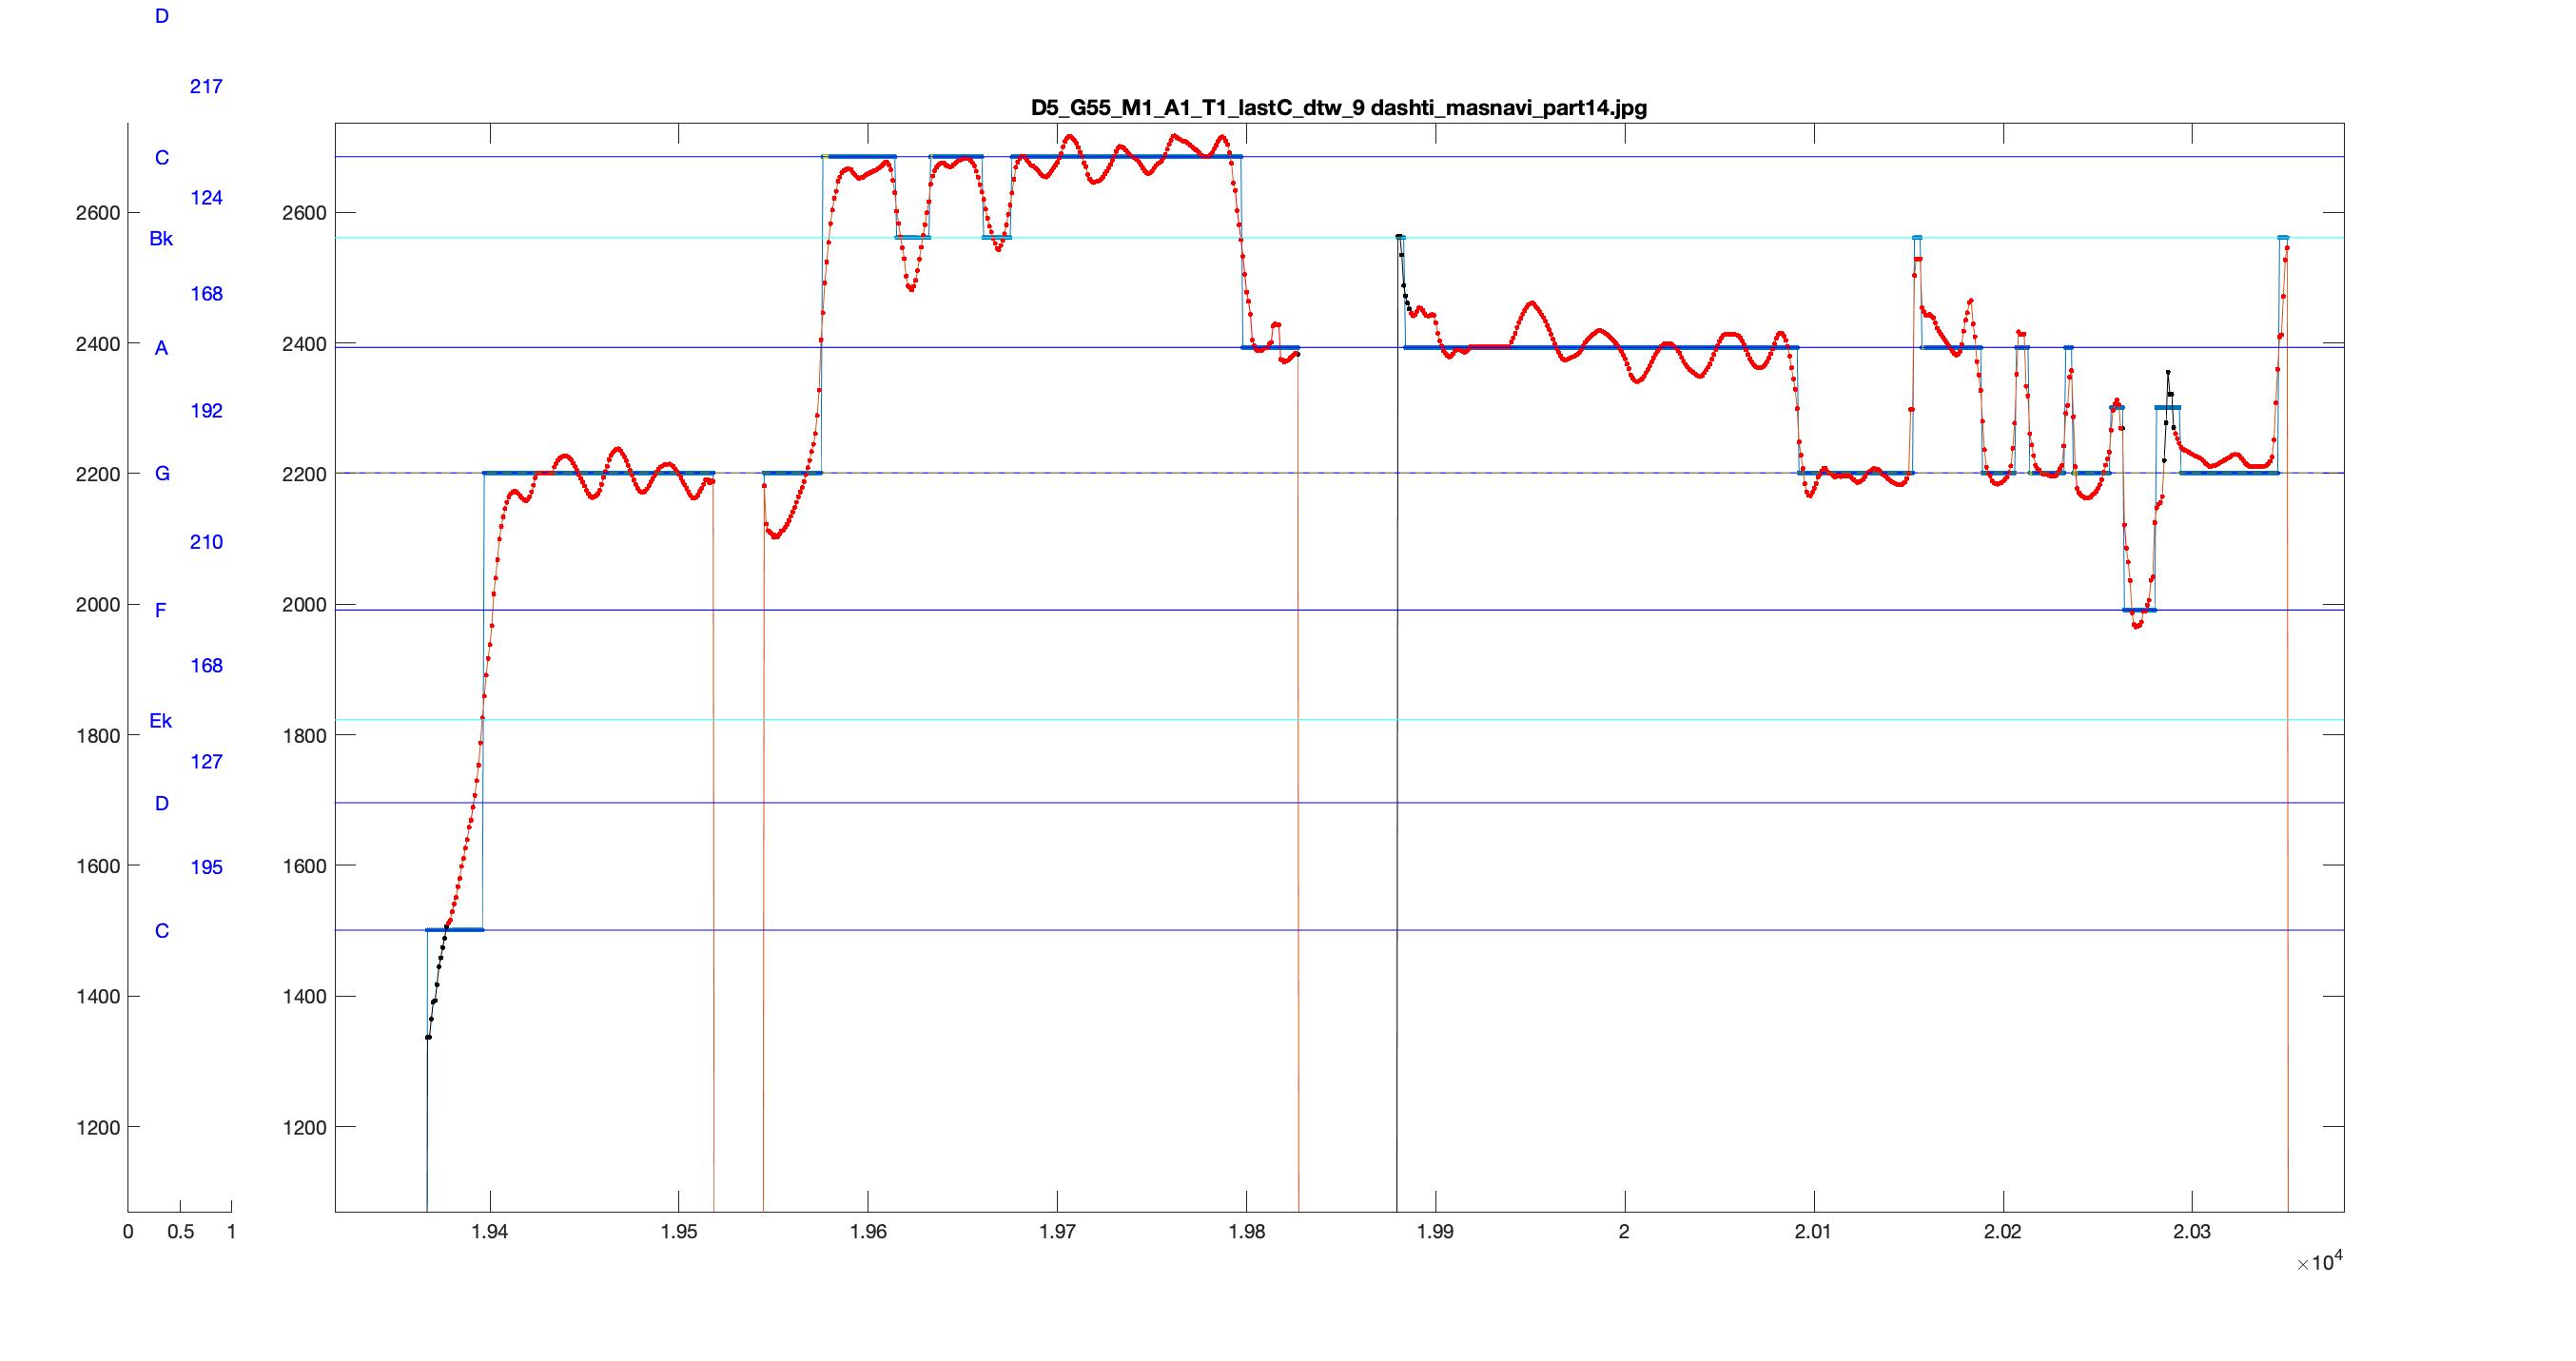 D
217
D5_G55_M1_A1_T1_lastC_dtw_9 dashti_masnavi_part14.jpg
C
124
2600 2600
Bk
168
2400 A 2400
192
2200 G 2200
210
2000 F 2000
168
Ek
1800 1800
127
D
1600 195 1600
C
1400 1400
1200 1200
0 0.5 1 1.94 1.95 1.96 1.97 1.98 1.99 2 2.01 2.02 2.03
×10^4